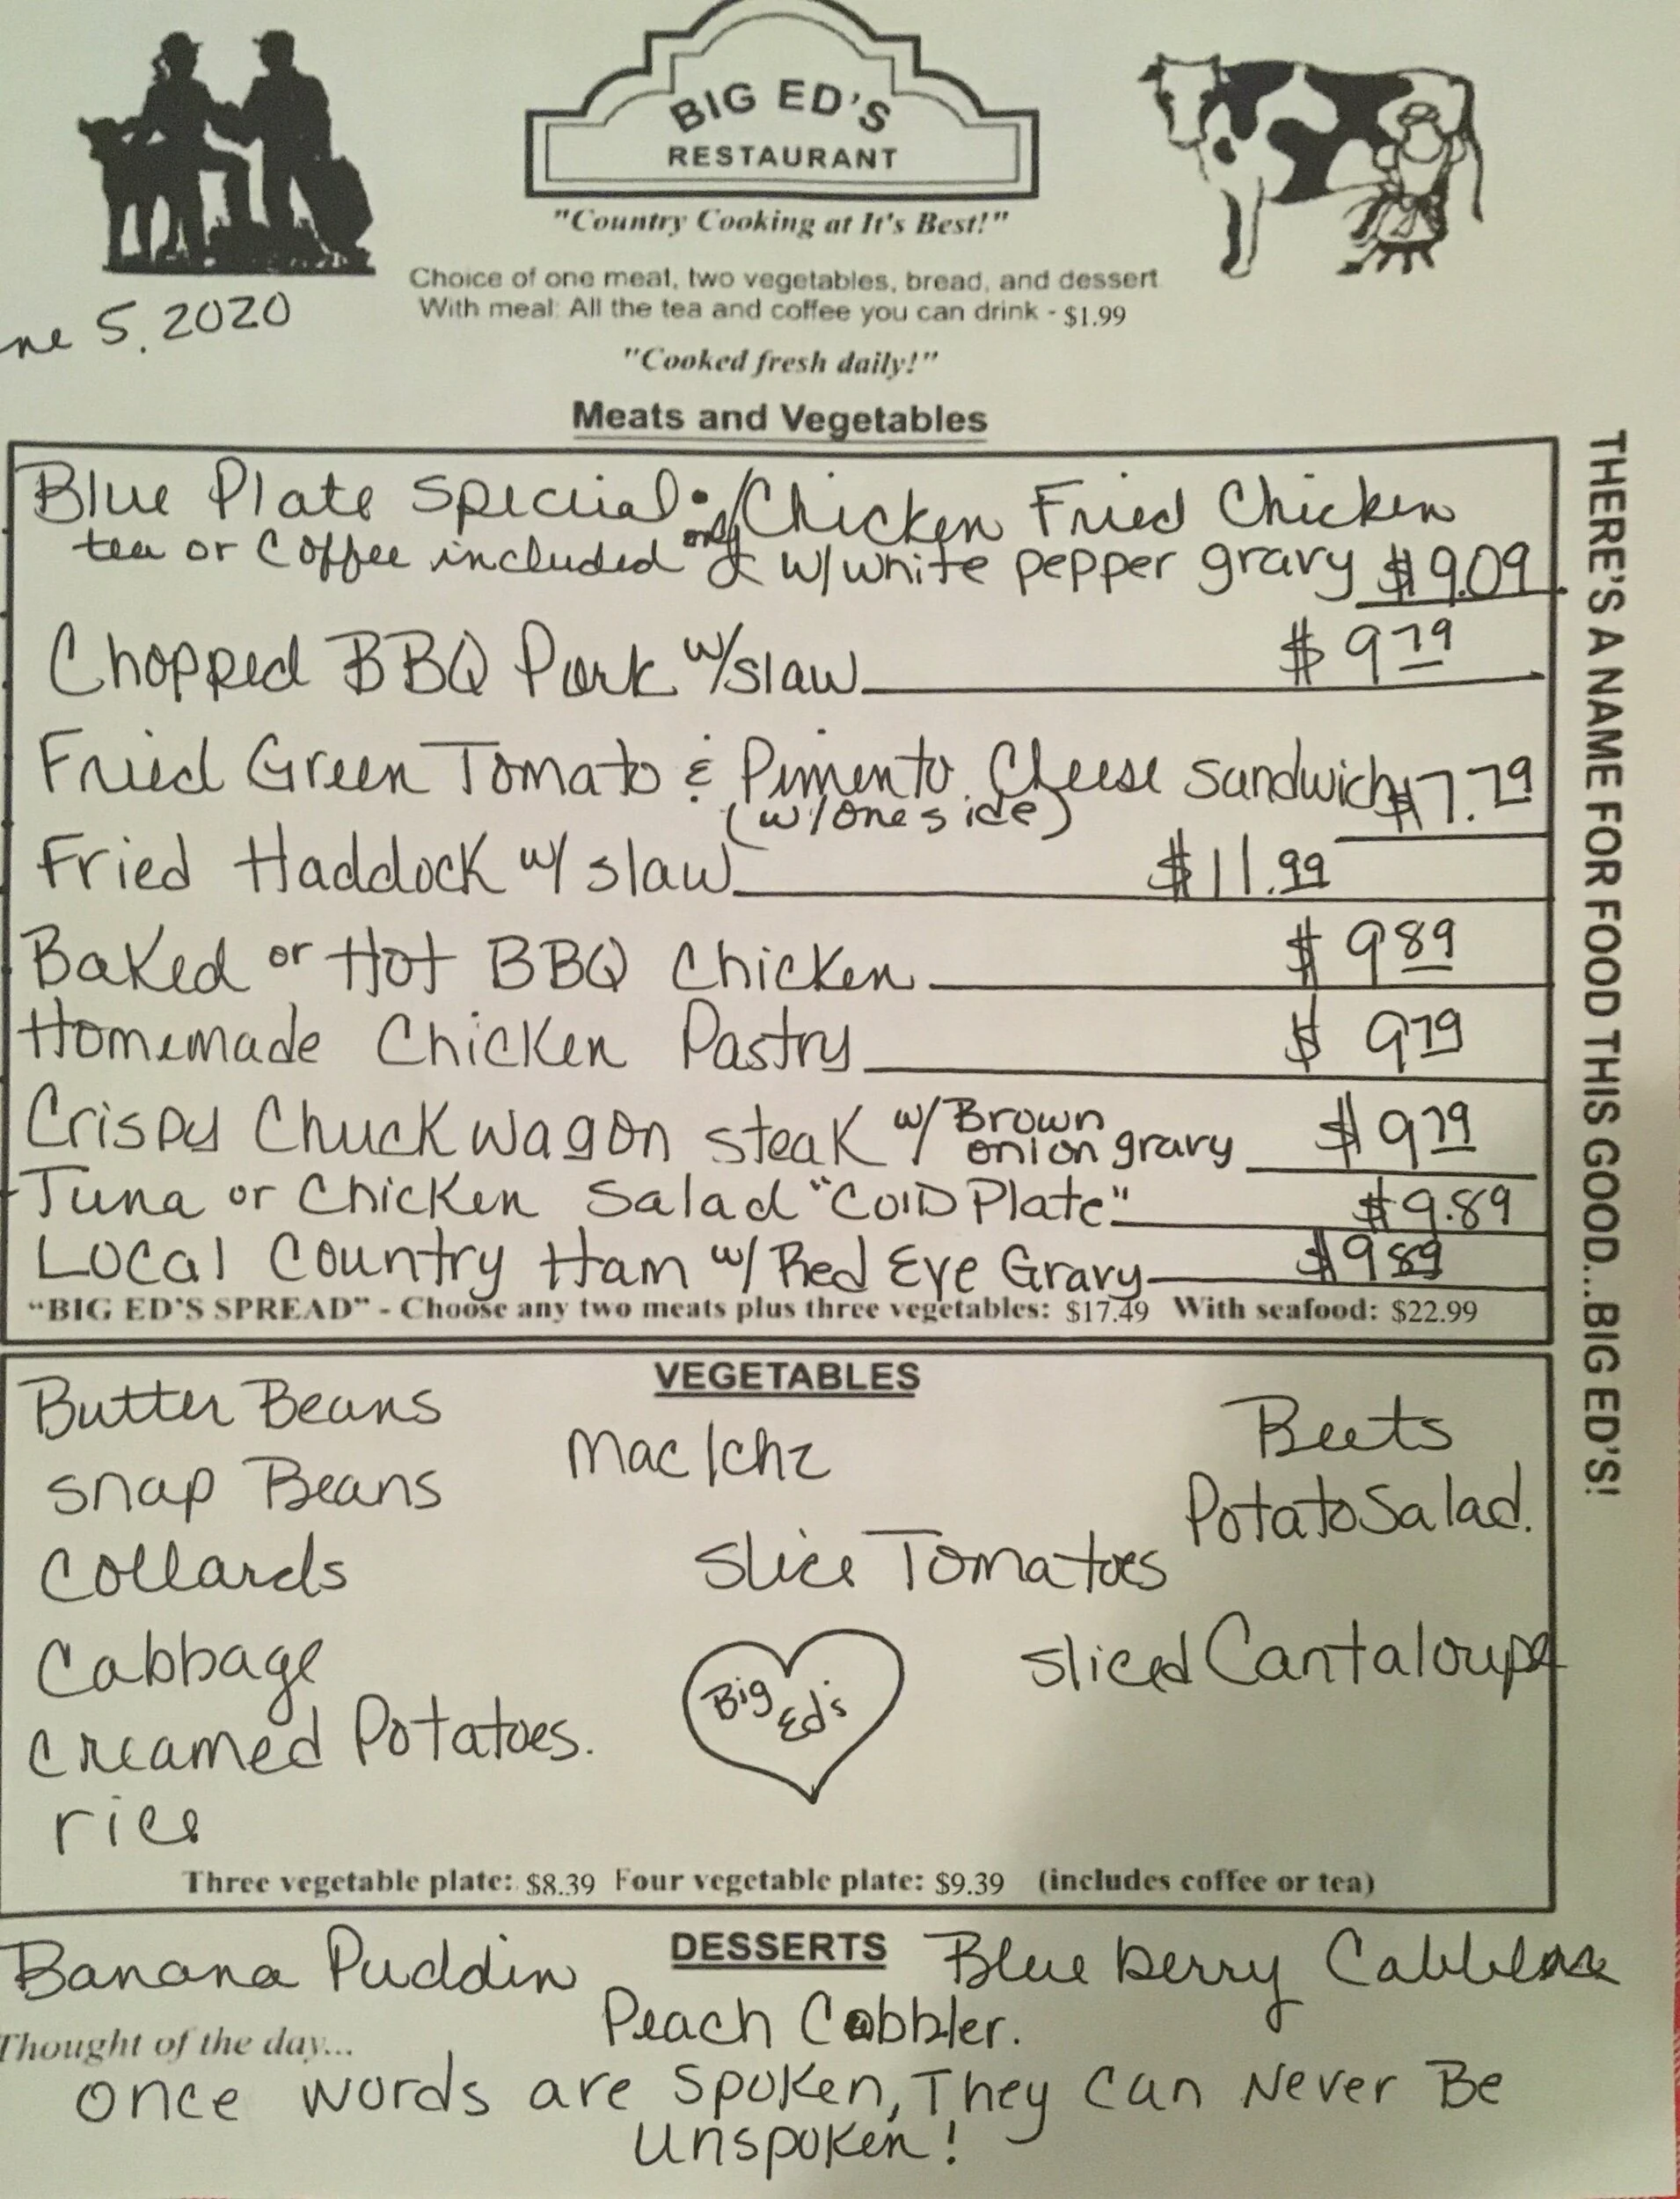 BIG ED'S
RESTAURANT
"Country Cooking at It's Best!"
Choice of one meat, two vegetables, bread, and dessert
With meal: All the tea and coffee you can drink - $1.99
ne 5, 2020
"Cooked fresh daily!"
Meats and Vegetables
Blue Plate Special: Chicken Fried Chicken
tea or Coffee included only & w/white pepper gravy $9.09
Chopped BBQ Pork w/slaw $9.79
Fried Green Tomato & Pimento Cheese Sandwich $7.79
(w/one side)
Fried Haddock w/ slaw $11.99
Baked or Hot BBQ Chicken $9 89
Homemade Chicken Pastry $9 79
Crispy Chuckwagon steak w/ Brown onion gravy $9 79
Tuna or Chicken Salad "Cold Plate" $9.89
Local Country Ham w/ Red Eye Gravy $9 89
"BIG ED'S SPREAD" - Choose any two meats plus three vegetables: $17.49 With seafood: $22.99
THERE'S A NAME FOR FOOD THIS GOOD...BIG ED'S!
VEGETABLES
Butter Beans
snap Beans
Collards
Cabbage
creamed Potatoes.
rice
Mac/chz
Slice Tomatoes
Big Ed's
Beets
Potato Salad.
sliced Cantaloupe
Three vegetable plate: $8.39 Four vegetable plate: $9.39 (includes coffee or tea)
DESSERTS
Banana Puddin
Blue berry
Peach Cobbler.
Thought of the day...
Once words are Spoken, They Can Never Be
Unspoken!